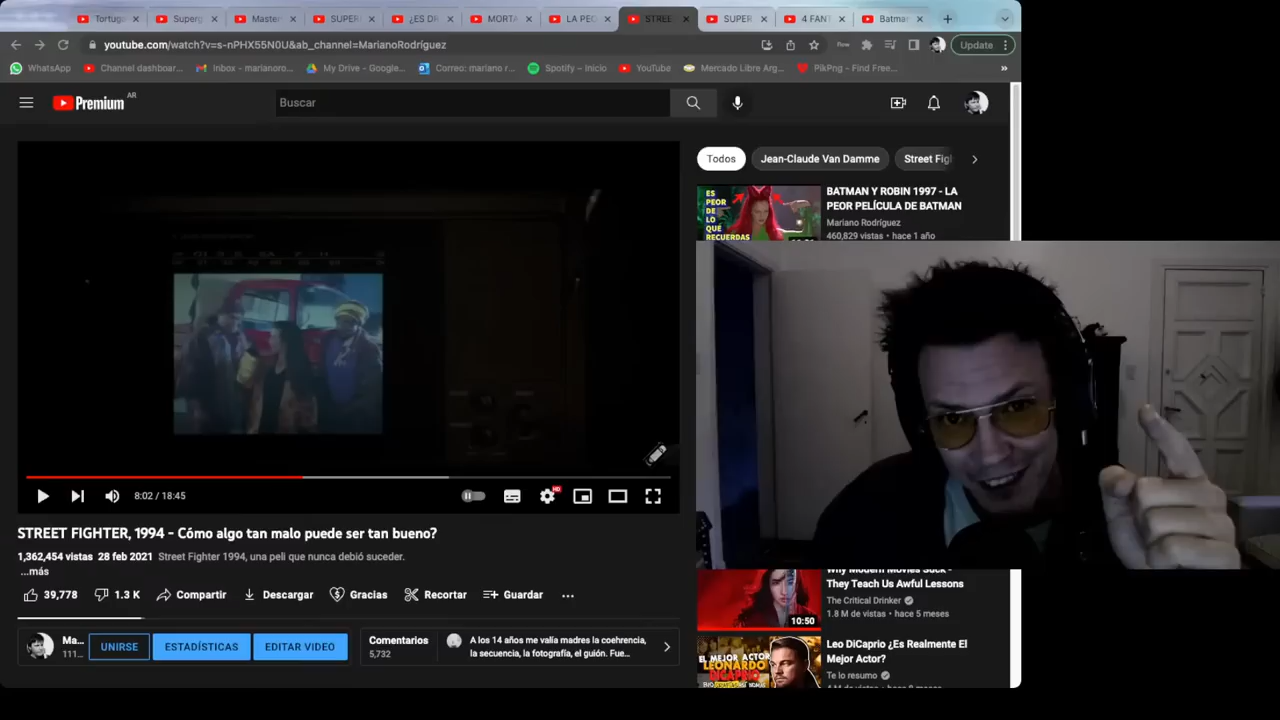 Tortug
Superg
Master
SUPER
¿ES DI
MORTA
LA PEO
STREE
SUPER
4 FANT
Batmar
youtube.com/watch?v=s-nPHX55N0U&ab_channel=MarianoRodríguez
Update
WhatsApp
Channel dashboar...
Inbox - marianoro...
My Drive - Google...
Correo: mariano r...
Spotify – Inicio
YouTube
Mercado Libre Arg...
PikPng - Find Free...
»
Premium AR
Buscar
Todos
Jean-Claude Van Damme
Street Figh
ES
PEOR
DE LO
QUE
RECUERDAS
BATMAN Y ROBIN 1997 - LA
PEOR PELÍCULA DE BATMAN
Mariano Rodríguez
460,829 vistas • hace 1 año
8:02 / 18:45
HD
STREET FIGHTER, 1994 - Cómo algo tan malo puede ser tan bueno?
1,362,454 vistas 28 feb 2021 Street Fighter 1994, una peli que nunca debió suceder.
...más
39,778
1.3 K
Compartir
Descargar
Gracias
Recortar
Guardar
Ma...
111...
UNIRSE
ESTADÍSTICAS
EDITAR VIDEO
Comentarios
5,732
A los 14 años me valía madres la coehrencia,
la secuencia, la fotografía, el guión. Fue...
Why Modern Movies Suck -
They Teach Us Awful Lessons
The Critical Drinker
1.8 M de vistas • hace 5 meses
10:50
EL MEJOR ACTOR
LEONARDO
DICAPRIO
Leo DiCaprio ¿Es Realmente El
Mejor Actor?
Te lo resumo